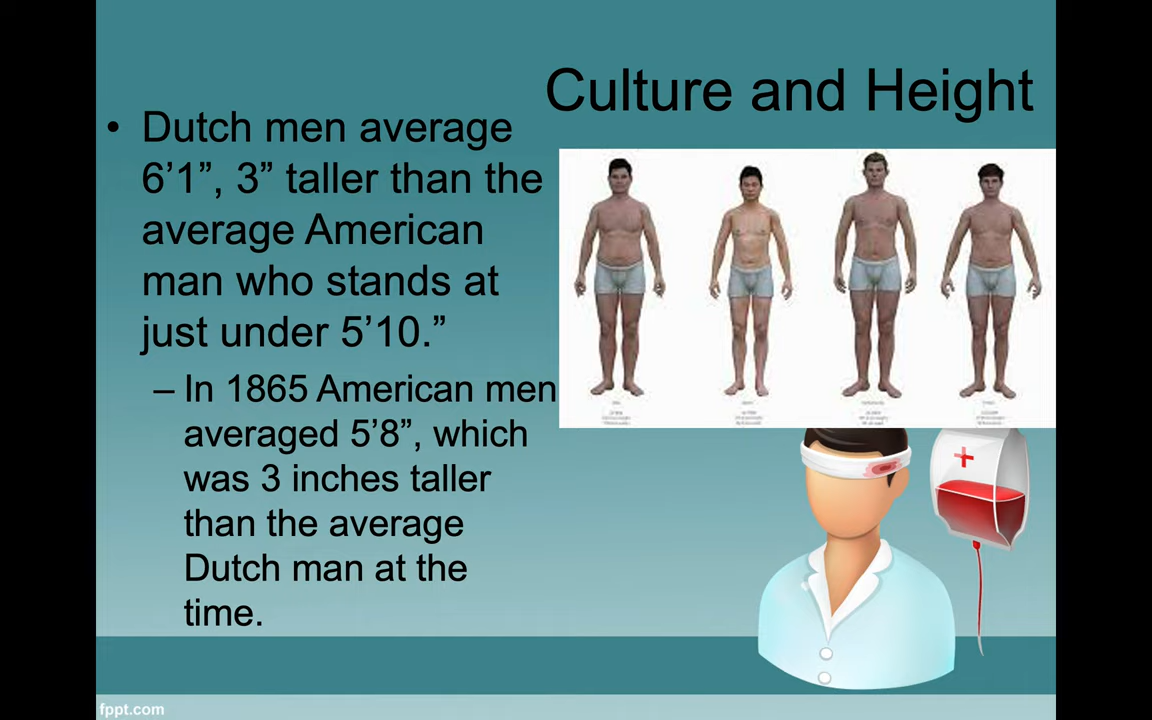 Culture and Height
• Dutch men average
6’1”, 3” taller than the
average American
man who stands at
just under 5’10.”
– In 1865 American men
averaged 5’8”, which
was 3 inches taller
than the average
Dutch man at the
time.
fppt.com